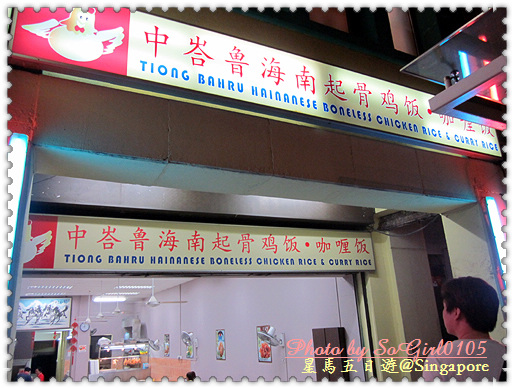 中峇鲁海南起骨鸡饭·咖喱饭
TIONG BAHRU HAINANESE BONELESS CHICKEN RICE & CURRY RICE
中峇鲁海南起骨鸡饭·咖喱饭
TIONG BAHRU HAINANESE BONELESS CHICKEN RICE & CURRY RICE
Photo by SoGirl0105
星馬五日遊@Singapore